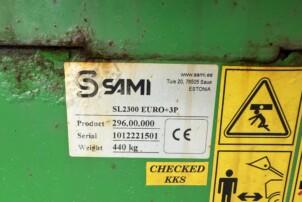 SAMI
www.sami.ee
Tule 20, 76505 Saue
ESTONIA
SL2300 EURO+3P
Product 296.00.000
Serial 1012221501
Weight 440 kg
CE
CHECKED
KKS